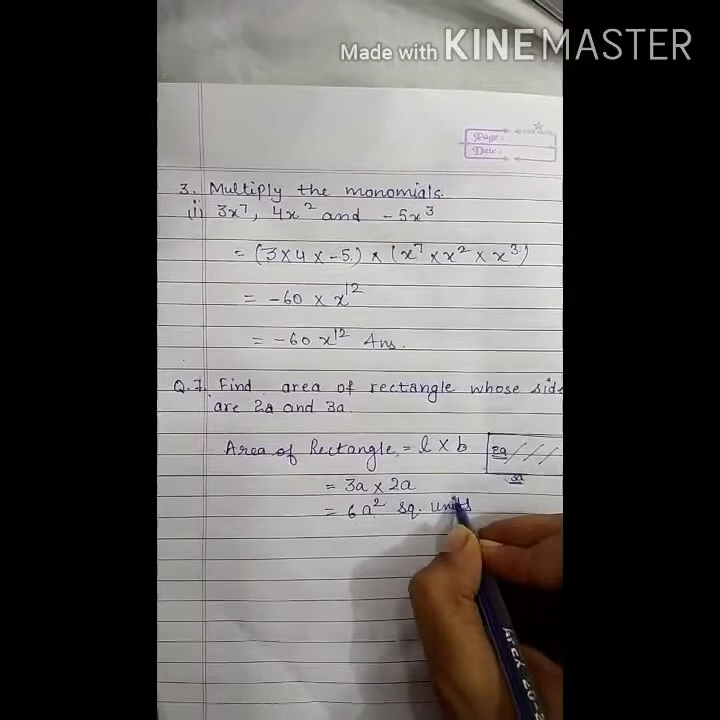 Made with KINEMASTER
Page :
Date :
3. Multiply the monomials.
(i) 3x⁷, 4x² and - 5x³
= (3 x 4 x -5) x (x⁷ x x² x x³)
= -60 x x¹²
= -60 x¹² Ans.
Q.7. Find area of rectangle whose side
are 2a and 3a.
Area of Rectangle = l x b
2a
3a
= 3a x 2a
= 6a² sq. units
APEX